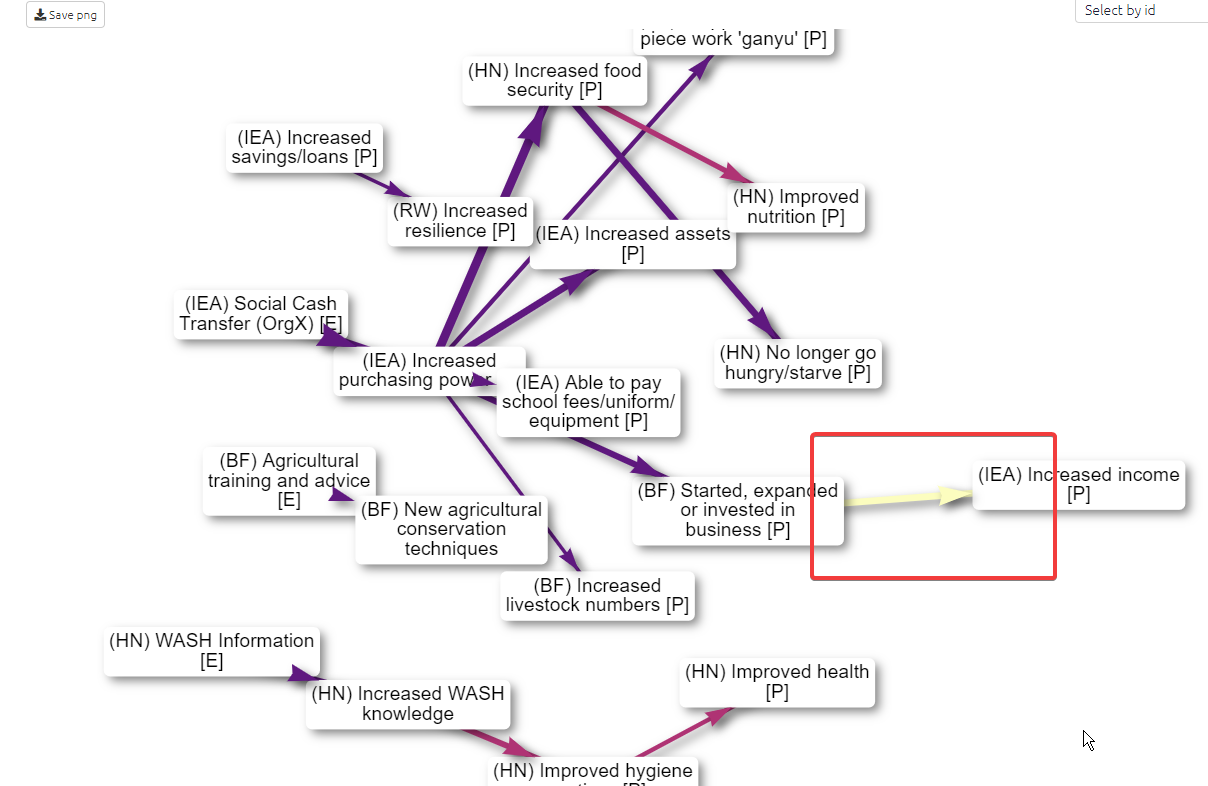 Save png
Select by id
piece work 'ganyu' [P]
(HN) Increased food
security [P]
(IEA) Increased
savings/loans [P]
(HN) Improved
nutrition [P]
(RW) Increased
resilience [P]
(IEA) Increased assets
[P]
(IEA) Social Cash
Transfer (OrgX) [E]
(IEA) Increased
purchasing power
(HN) No longer go
hungry/starve [P]
(IEA) Able to pay
school fees/uniform/
equipment [P]
(BF) Agricultural
training and advice
[E]
(IEA) Increased income
[P]
(BF) Started, expanded
or invested in
business [P]
(BF) New agricultural
conservation
techniques
(BF) Increased
livestock numbers [P]
(HN) WASH Information
[E]
(HN) Improved health
[P]
(HN) Increased WASH
knowledge
(HN) Improved hygiene